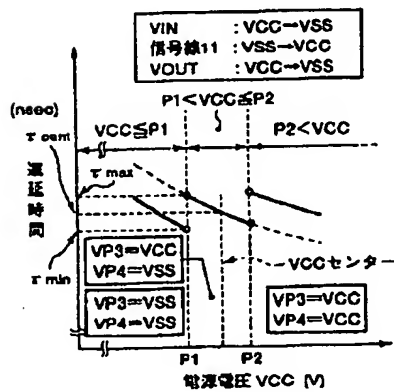 VIN :VCC→VSS
信号線11 :VSS→VCC
VOUT :VCC→VSS
P1<VCC≦P2
(nsec)
VCC≦P1
P2<VCC
τ cent
τ max
遅延時間
τ min
VP3=VCC
VP4=VSS
VCCセンター
VP3=VSS
VP4=VSS
VP3=VCC
VP4=VCC
P1
P2
電源電圧 VCC (V)